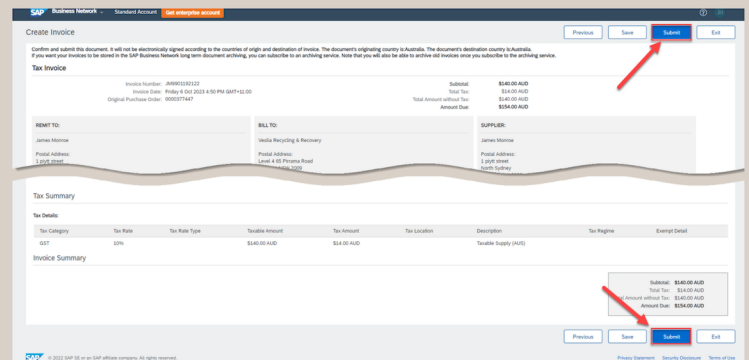 SAP Business Network Standard Account Get enterprise account
Create Invoice Previous Save Submit Exit
Confirm and submit this document. It will not be electronically signed according to the countries of origin and destination of invoice. The document's originating country is:Australia. The document's destination country is:Australia.
If you want your invoices to be stored in the SAP Business Network long term document archiving, you can subscribe to an archiving service. Note that you will also be able to archive old invoices once you subscribe to the archiving service.
Tax Invoice
Invoice Number: JM9801192122 Subtotal: $140.00 AUD
Invoice Date: Friday 6 Oct 2023 4:50 PM GMT+11:00 Total Tax: $14.00 AUD
Original Purchase Order: 0000377447 Total Amount without Tax: $140.00 AUD
Amount Due: $154.00 AUD
REMIT TO: BILL TO: SUPPLIER:
James Monroe Veolia Recycling & Recovery James Monroe
Postal Address: Postal Address: Postal Address:
1 piytt street Level 4 65 Pirrama Road 1 piytt street
2009 North Sydney
Tax Summary
Tax Details:
Tax Category Tax Rate Tax Rate Type Taxable Amount Tax Amount Tax Location Description Tax Regime Exempt Detail
GST 10% $140.00 AUD $14.00 AUD Taxable Supply (AUS)
Invoice Summary
Subtotal: $140.00 AUD
Total Tax: $14.00 AUD
Amount without Tax: $140.00 AUD
Amount Due: $154.00 AUD
Previous Save Submit Exit
SAP © 2022 SAP SE or an SAP affiliate company. All rights reserved. Privacy Statement Security Disclosure Terms of Use